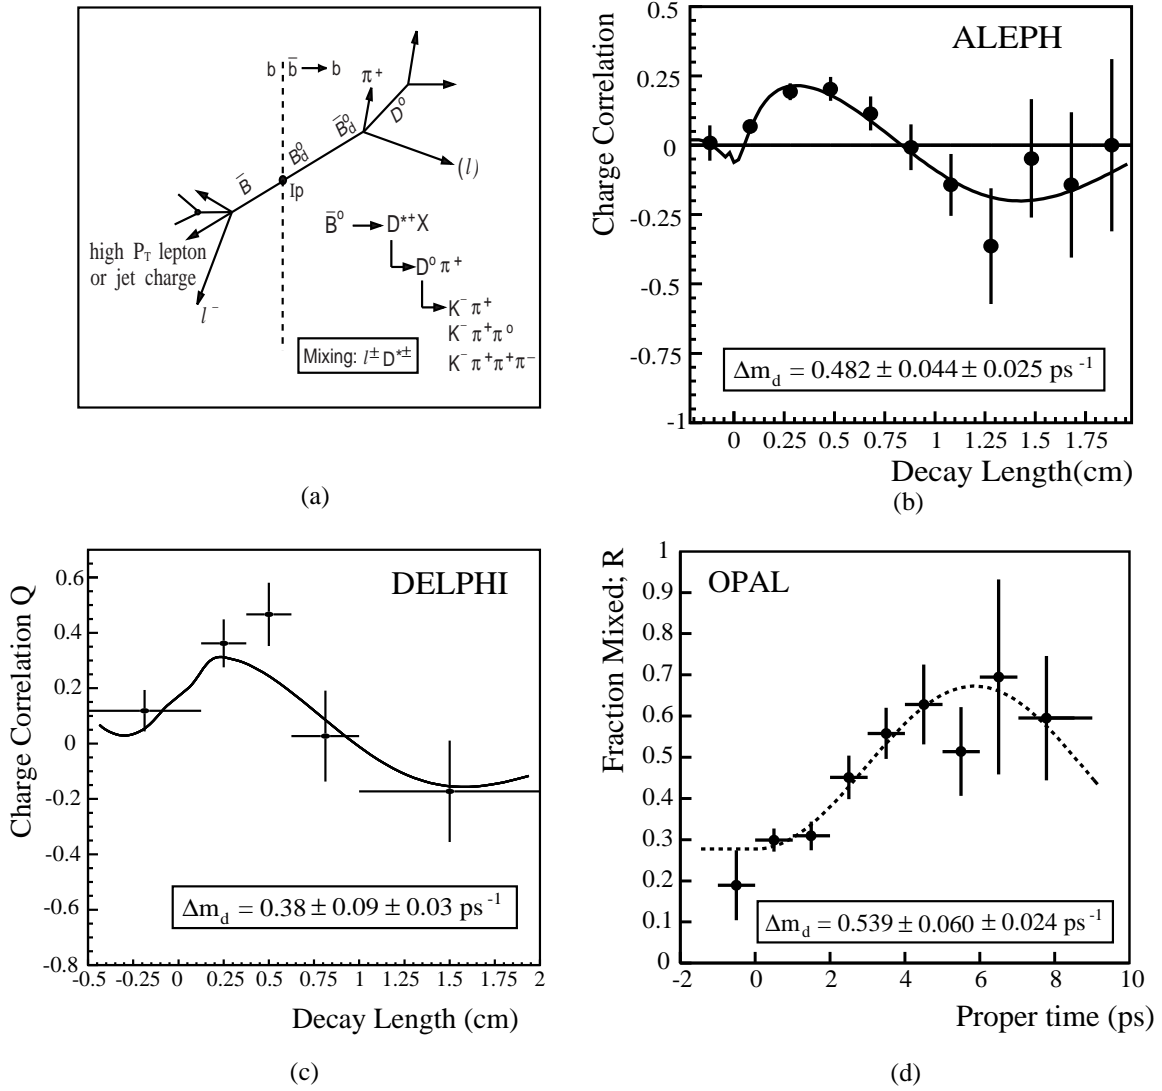 b b̄ → b
π⁺
D⁰
B̄⁰d
B⁰d
(l)
B̄
Ip
B̄⁰ → D*⁺X
D⁰ π⁺
K⁻ π⁺
K⁻ π⁺π⁰
K⁻ π⁺π⁺π⁻
high P_T lepton
or jet charge
l⁻
Mixing: l± D*±
(a)
ALEPH
Charge Correlation
0.5
0.25
0
-0.25
-0.5
-0.75
-1
Δm_d = 0.482 ± 0.044 ± 0.025 ps⁻¹
0 0.25 0.5 0.75 1 1.25 1.5 1.75
Decay Length(cm)
(b)
DELPHI
Charge Correlation Q
0.6
0.4
0.2
0
-0.2
-0.4
-0.6
-0.8
Δm_d = 0.38 ± 0.09 ± 0.03 ps⁻¹
-0.5 -0.25 0 0.25 0.5 0.75 1 1.25 1.5 1.75 2
Decay Length (cm)
(c)
OPAL
Fraction Mixed; R
1
0.9
0.8
0.7
0.6
0.5
0.4
0.3
0.2
0.1
0
Δm_d = 0.539 ± 0.060 ± 0.024 ps⁻¹
-2 0 2 4 6 8 10
Proper time (ps)
(d)